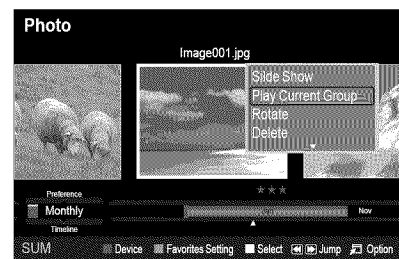 Photo
Image001.jpg
Silde Show
Play Current Group
Rotate
Delete
Preference
Monthly
Nov
Timeline
SUM
Device
Favorites Setting
Select
Jump
Option